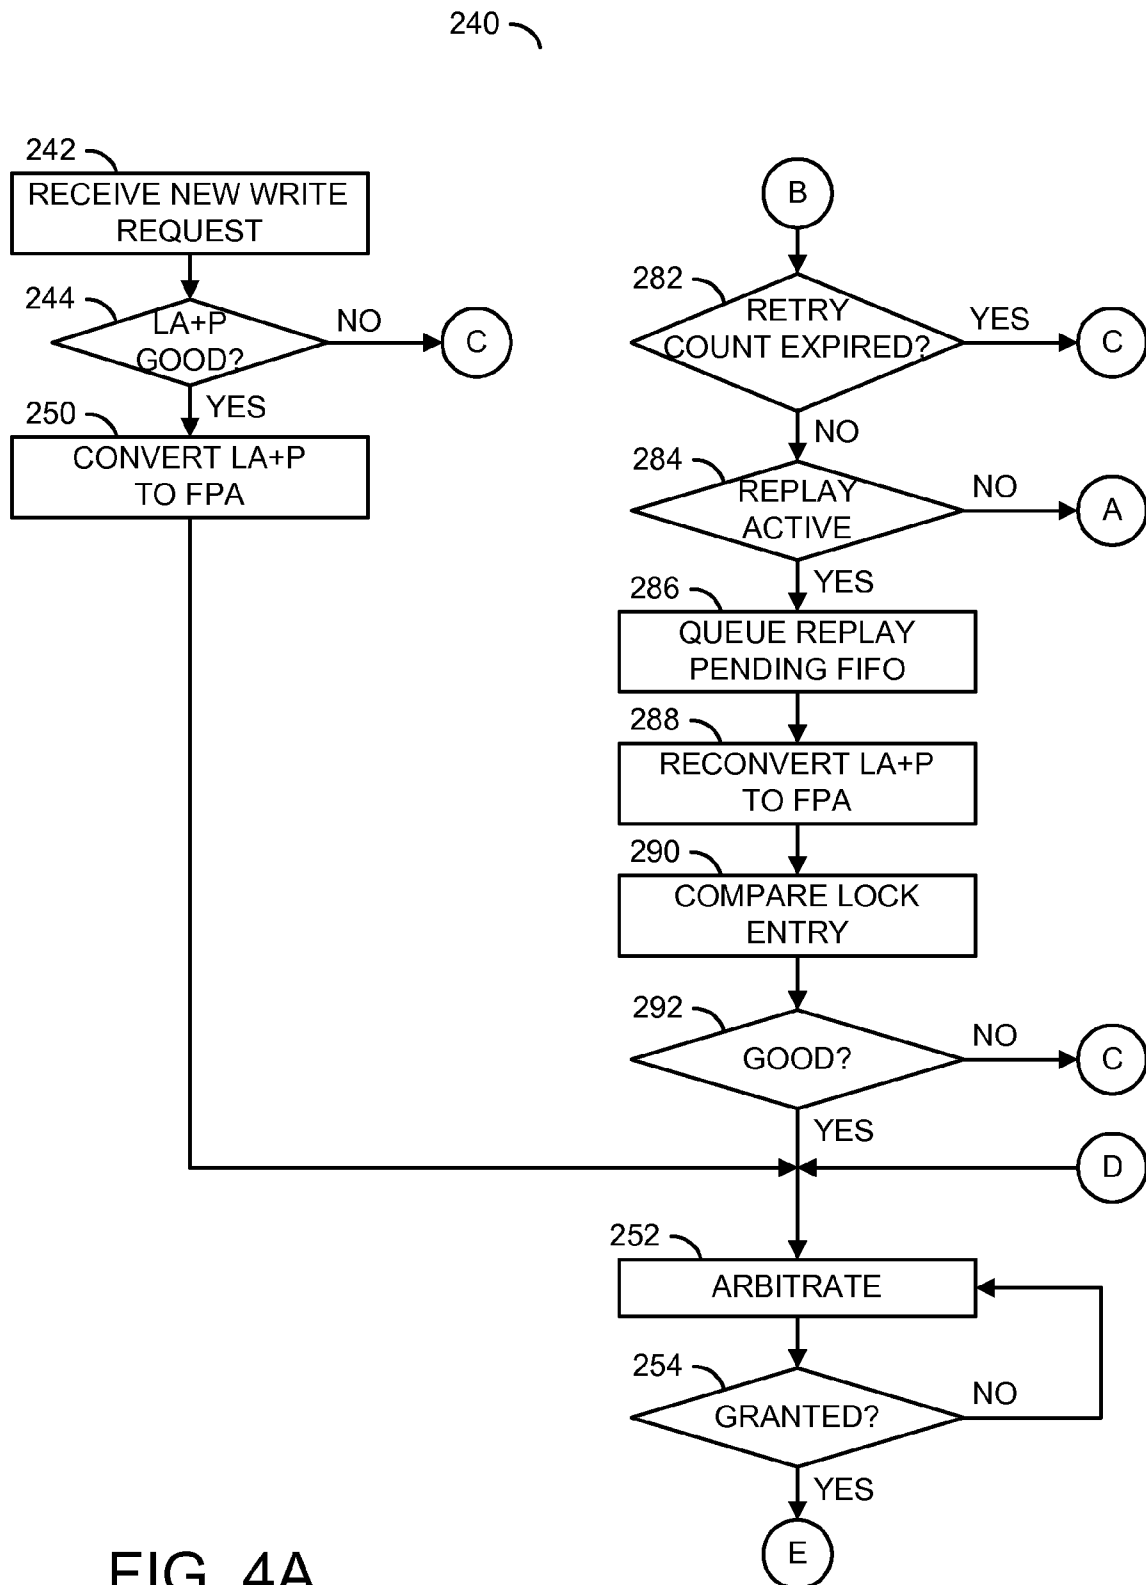 240
242
RECEIVE NEW WRITE
REQUEST
244
LA+P
GOOD?
NO
C
YES
250
CONVERT LA+P
TO FPA
B
282
RETRY
COUNT EXPIRED?
YES
C
NO
284
REPLAY
ACTIVE
NO
A
YES
286
QUEUE REPLAY
PENDING FIFO
288
RECONVERT LA+P
TO FPA
290
COMPARE LOCK
ENTRY
292
GOOD?
NO
C
YES
D
252
ARBITRATE
254
GRANTED?
NO
YES
E
FIG. 4A